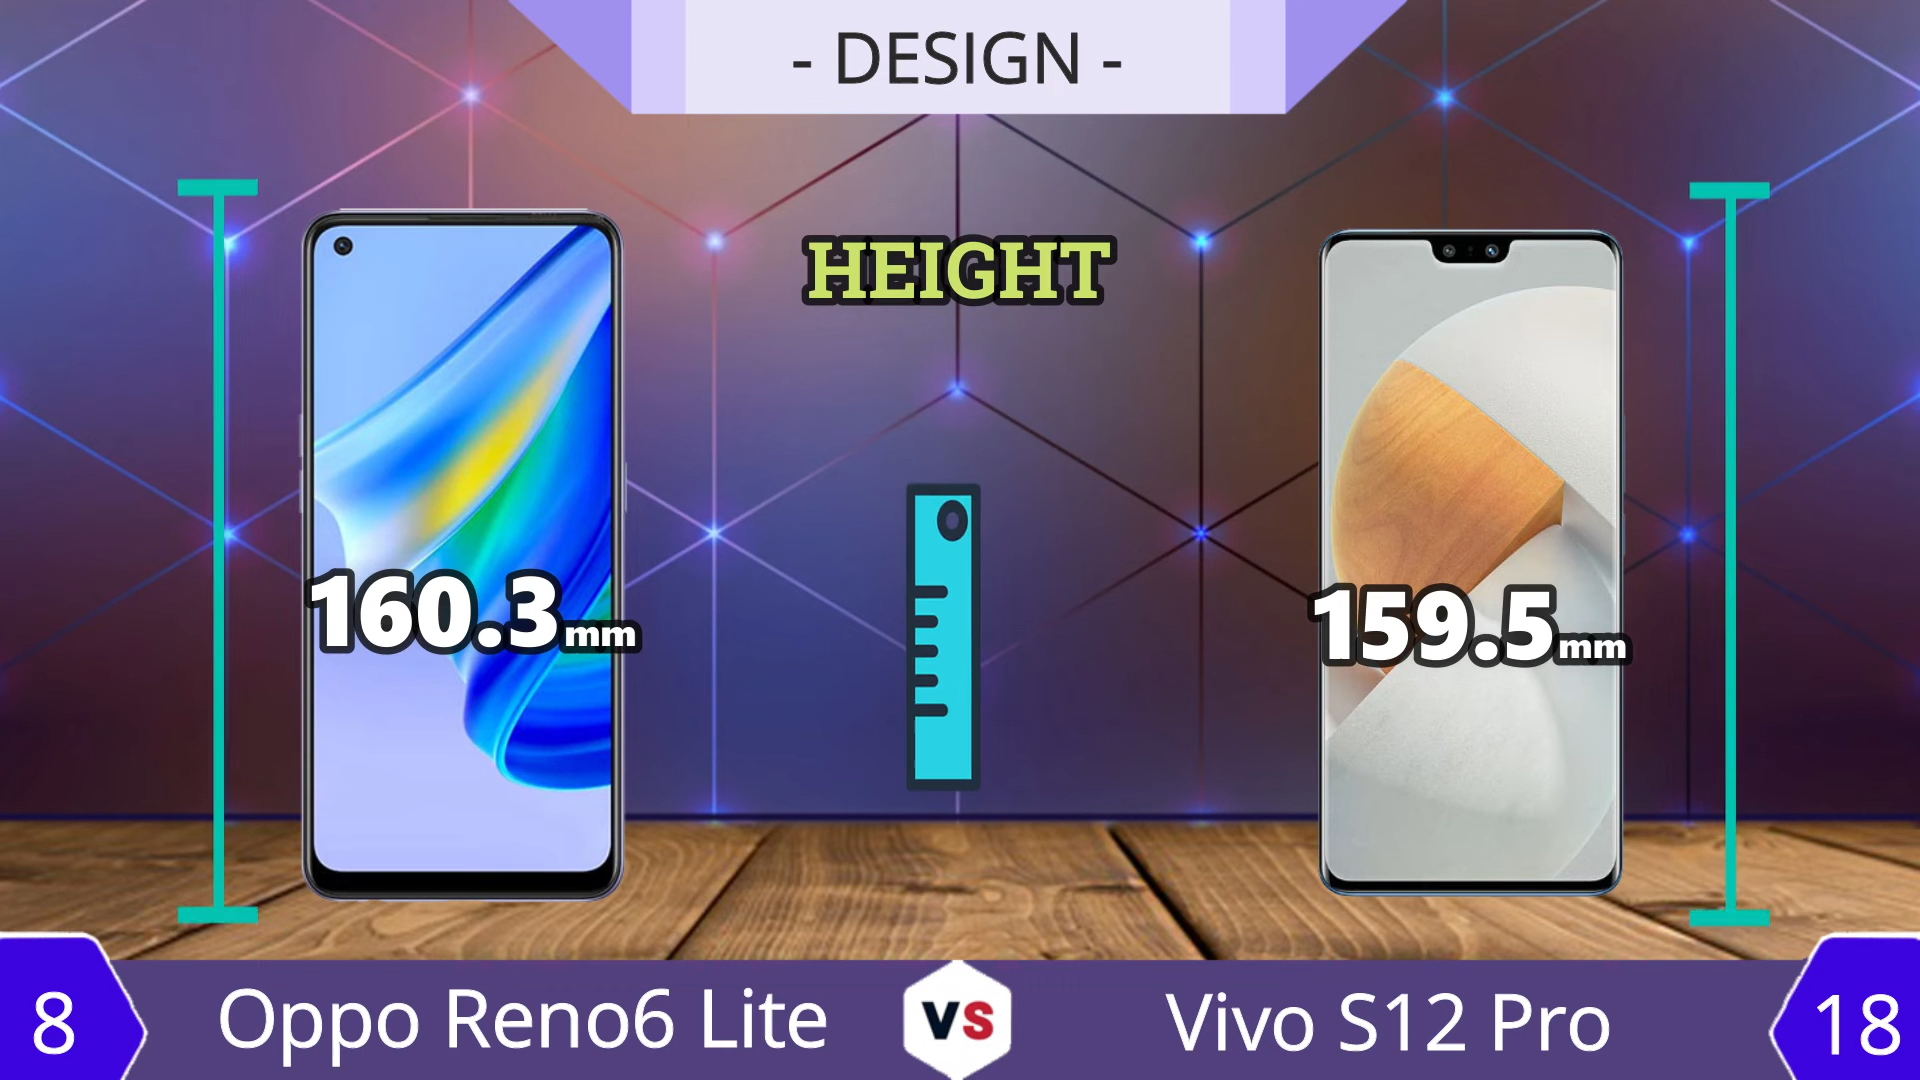 - DESIGN -
HEIGHT
160.3mm
159.5mm
8
Oppo Reno6 Lite
VS
Vivo S12 Pro
18